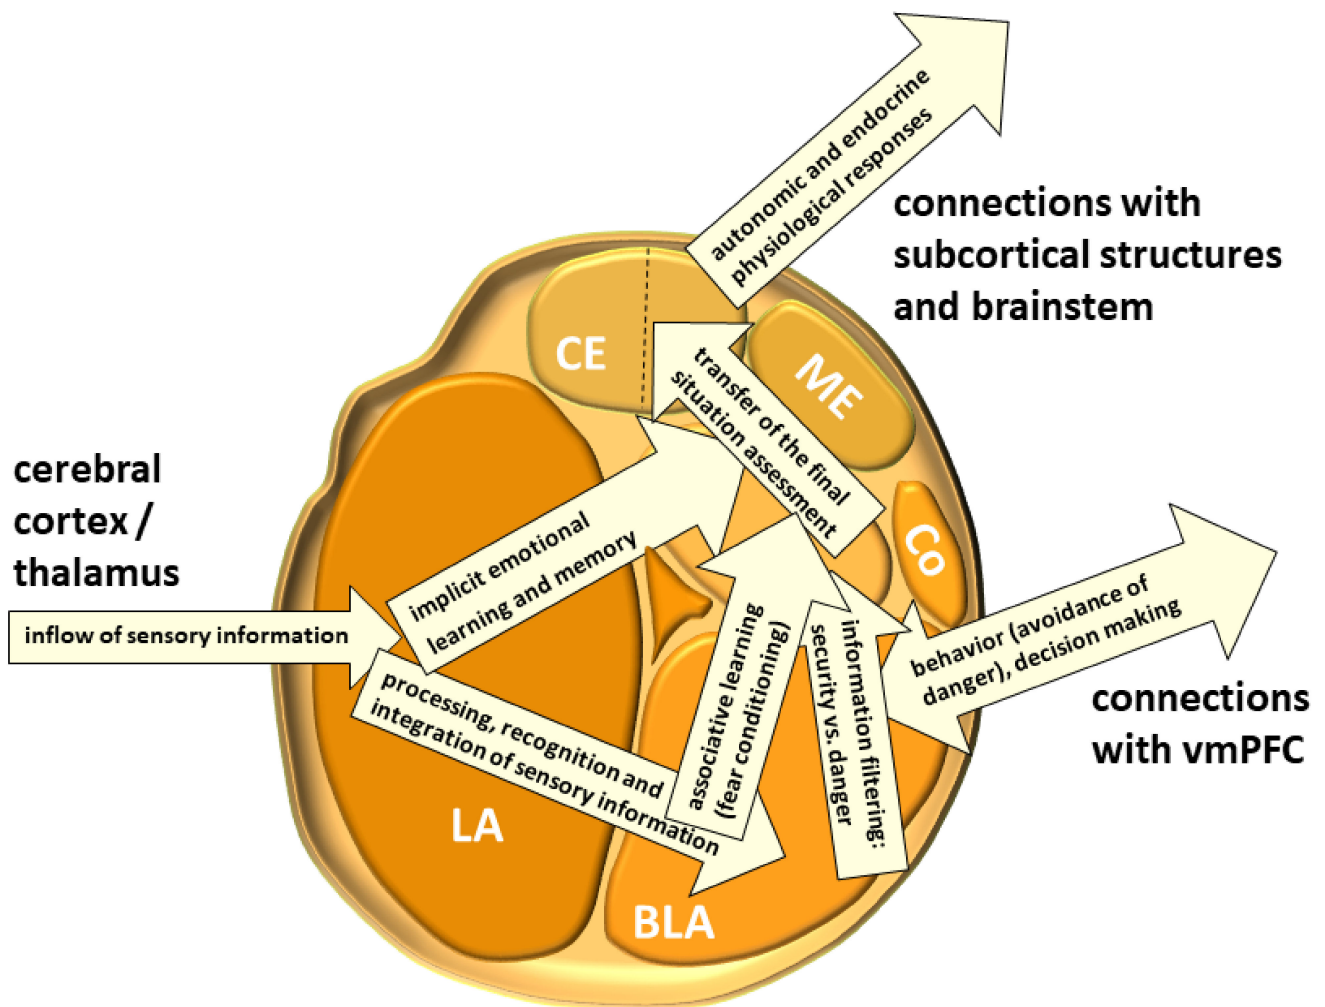 autonomic and endocrine
physiological responses
connections with
subcortical structures
and brainstem
CE
ME
transfer of the final
situation assessment
cerebral
cortex /
thalamus
inflow of sensory information
implicit emotional
learning and memory
Co
processing, recognition and
integration of sensory information
associative learning
(fear conditioning)
information filtering:
security vs. danger
behavior (avoidance of
danger), decision making
connections
with vmPFC
LA
BLA